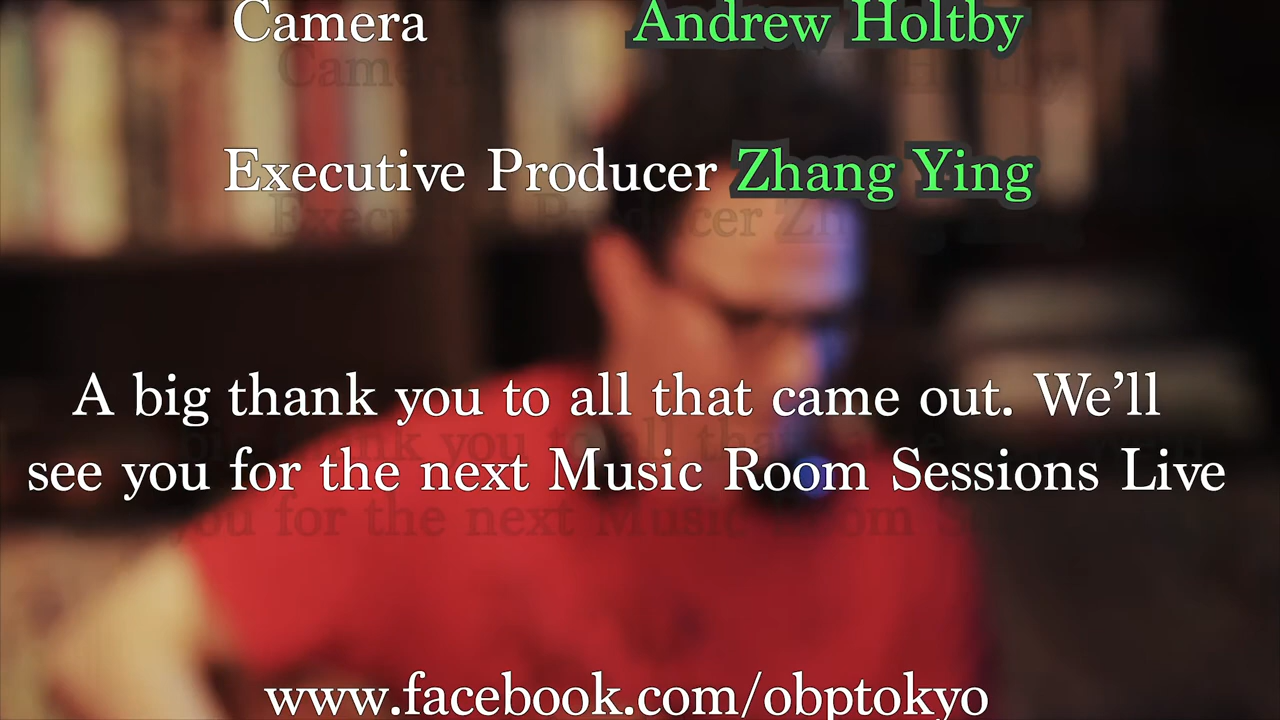 Camera Andrew Holtby
Executive Producer Zhang Ying
A big thank you to all that came out. We’ll
see you for the next Music Room Sessions Live
www.facebook.com/obptokyo